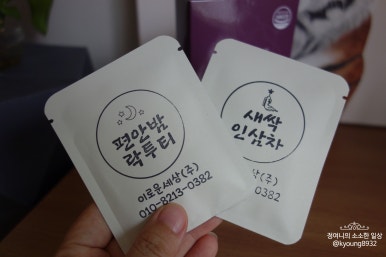 편안밤
락투티
이로운세상(주)
010-8213-0382
새싹
인삼차
(주)
0382
정여니의 소소한 일상
@kyoung8932